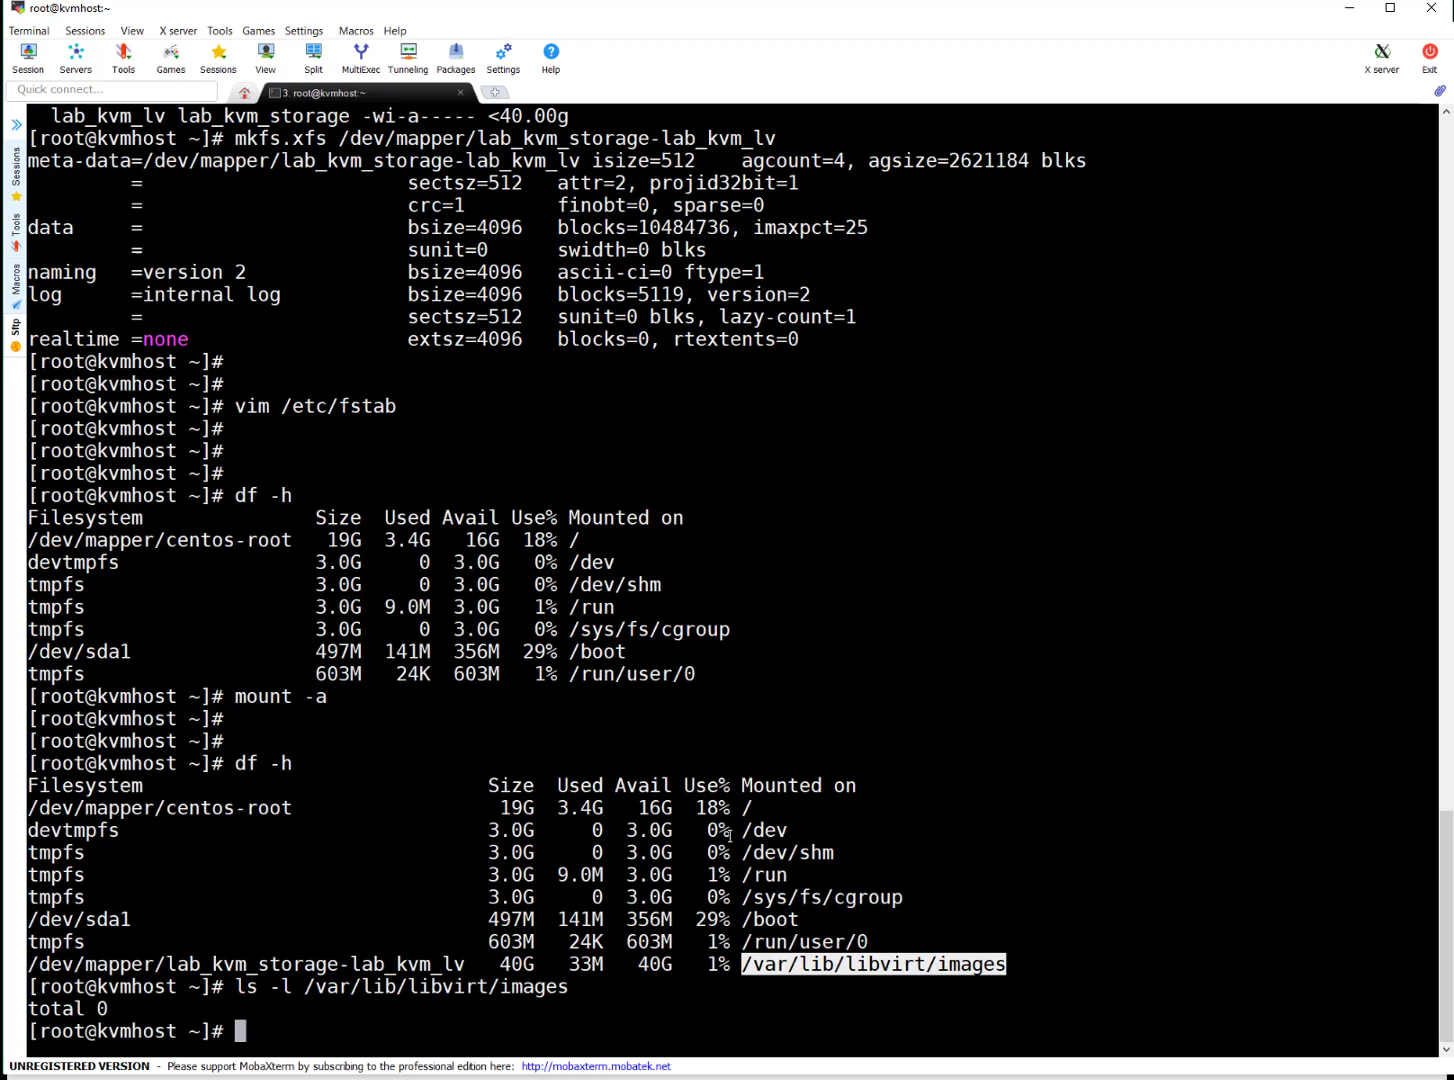 root@kvmhost:~
Terminal Sessions View X server Tools Games Settings Macros Help
Session Servers Tools Games Sessions View Split MultiExec Tunneling Packages Settings Help X server Exit
Quick connect...
3. root@kvmhost:~
Sessions
Tools
Macros
Sftp
  lab_kvm_lv lab_kvm_storage -wi-a----- <40.00g
[root@kvmhost ~]# mkfs.xfs /dev/mapper/lab_kvm_storage-lab_kvm_lv
meta-data=/dev/mapper/lab_kvm_storage-lab_kvm_lv isize=512    agcount=4, agsize=2621184 blks
         =                       sectsz=512   attr=2, projid32bit=1
         =                       crc=1        finobt=0, sparse=0
data     =                       bsize=4096   blocks=10484736, imaxpct=25
         =                       sunit=0      swidth=0 blks
naming   =version 2              bsize=4096   ascii-ci=0 ftype=1
log      =internal log           bsize=4096   blocks=5119, version=2
         =                       sectsz=512   sunit=0 blks, lazy-count=1
realtime =none                   extsz=4096   blocks=0, rtextents=0
[root@kvmhost ~]#
[root@kvmhost ~]#
[root@kvmhost ~]# vim /etc/fstab
[root@kvmhost ~]#
[root@kvmhost ~]#
[root@kvmhost ~]#
[root@kvmhost ~]# df -h
Filesystem               Size  Used Avail Use% Mounted on
/dev/mapper/centos-root   19G  3.4G   16G  18% /
devtmpfs                 3.0G     0  3.0G   0% /dev
tmpfs                    3.0G     0  3.0G   0% /dev/shm
tmpfs                    3.0G  9.0M  3.0G   1% /run
tmpfs                    3.0G     0  3.0G   0% /sys/fs/cgroup
/dev/sda1                497M  141M  356M  29% /boot
tmpfs                    603M   24K  603M   1% /run/user/0
[root@kvmhost ~]# mount -a
[root@kvmhost ~]#
[root@kvmhost ~]#
[root@kvmhost ~]# df -h
Filesystem                              Size  Used Avail Use% Mounted on
/dev/mapper/centos-root                  19G  3.4G   16G  18% /
devtmpfs                                3.0G     0  3.0G   0% /dev
tmpfs                                   3.0G     0  3.0G   0% /dev/shm
tmpfs                                   3.0G  9.0M  3.0G   1% /run
tmpfs                                   3.0G     0  3.0G   0% /sys/fs/cgroup
/dev/sda1                               497M  141M  356M  29% /boot
tmpfs                                   603M   24K  603M   1% /run/user/0
/dev/mapper/lab_kvm_storage-lab_kvm_lv   40G   33M   40G   1% /var/lib/libvirt/images
[root@kvmhost ~]# ls -l /var/lib/libvirt/images
total 0
[root@kvmhost ~]#
UNREGISTERED VERSION - Please support MobaXterm by subscribing to the professional edition here: http://mobaxterm.mobatek.net